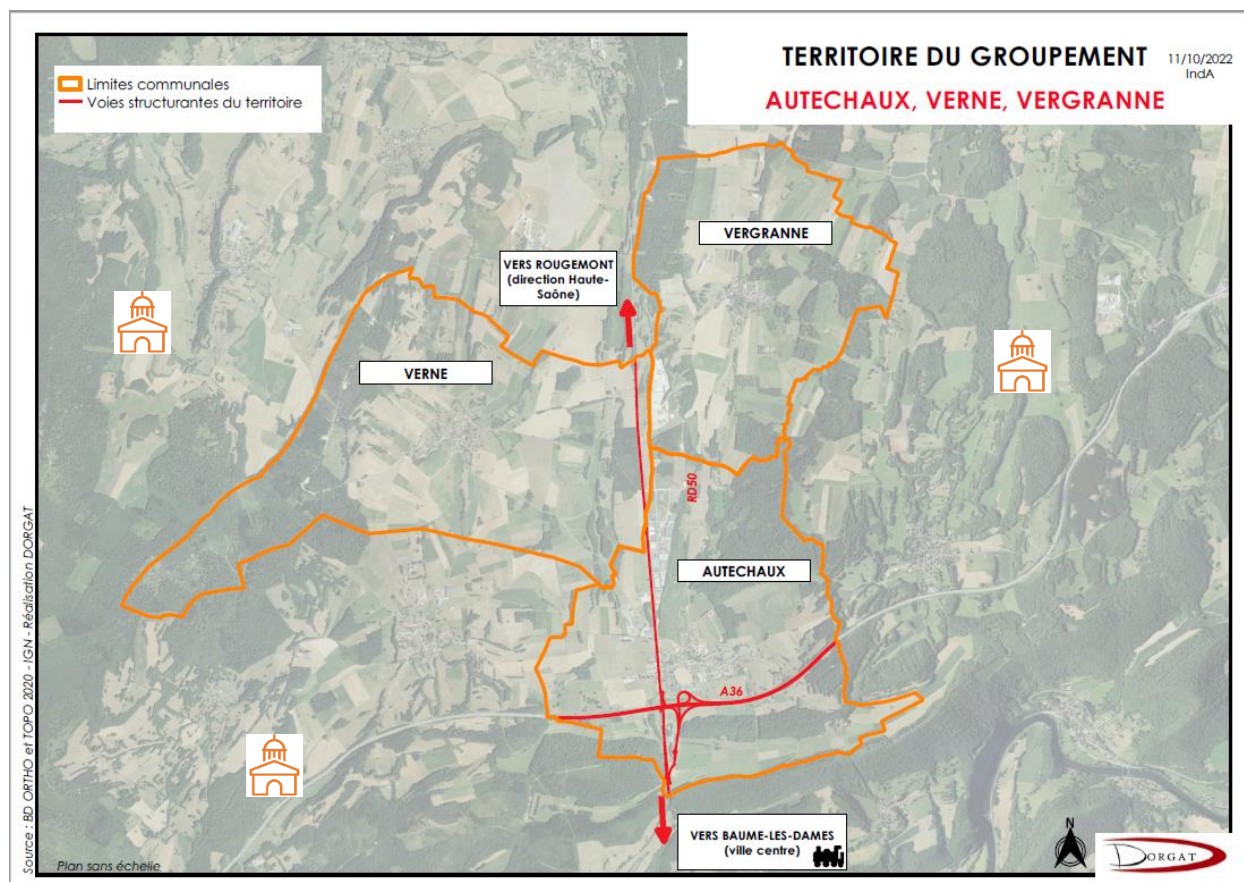 TERRITOIRE DU GROUPEMENT
11/10/2022
IndA
AUTECHAUX, VERNE, VERGRANNE
Limites communales
Voies structurantes du territoire
VERGRANNE
VERS ROUGEMONT
(direction Haute-
Saône)
VERNE
RD50
AUTECHAUX
A36
VERS BAUME-LES-DAMES
(ville centre)
N
DORGAT
Plan sans échelle
Source : BD ORTHO et TOPO 2020 - IGN - Réalisation DORGAT